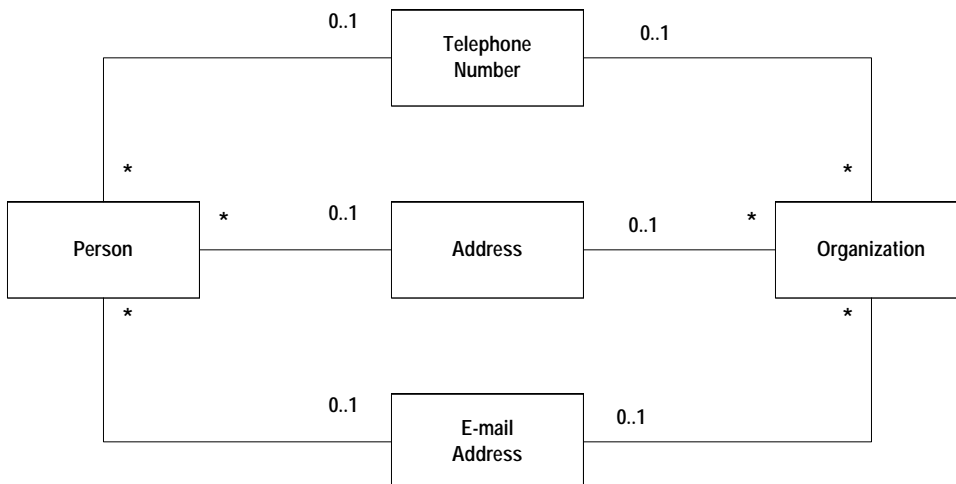 0..1
Telephone
Number
0..1
*
*
Person
*
0..1
Address
0..1
*
Organization
*
*
0..1
E-mail
Address
0..1